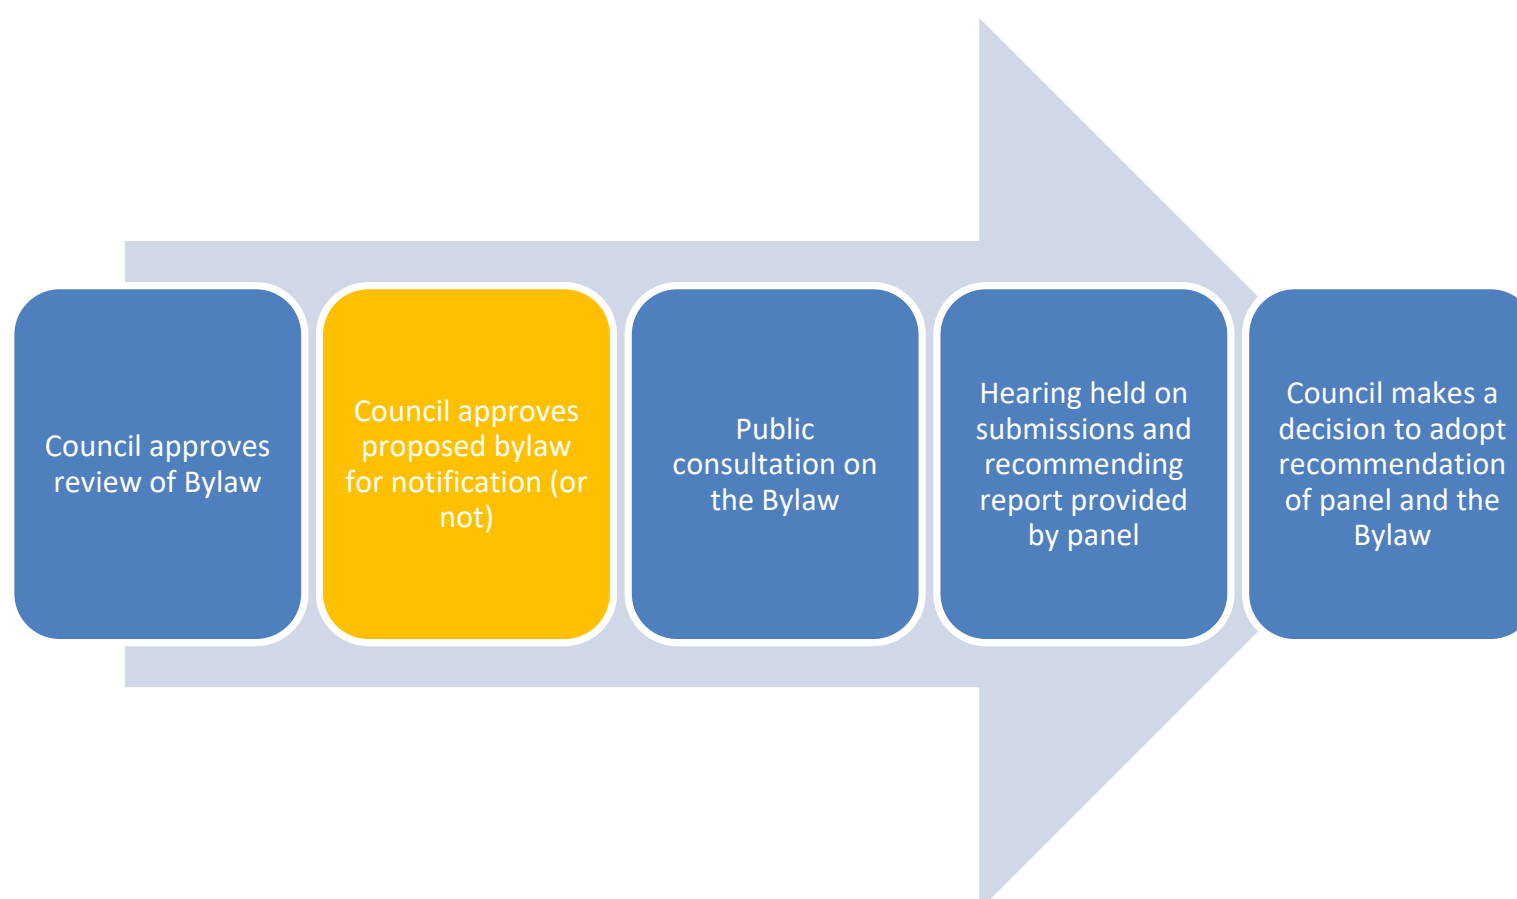 Council approves
review of Bylaw
Council approves
proposed bylaw
for notification (or
not)
Public
consultation on
the Bylaw
Hearing held on
submissions and
recommending
report provided
by panel
Council makes a
decision to adopt
recommendation
of panel and the
Bylaw